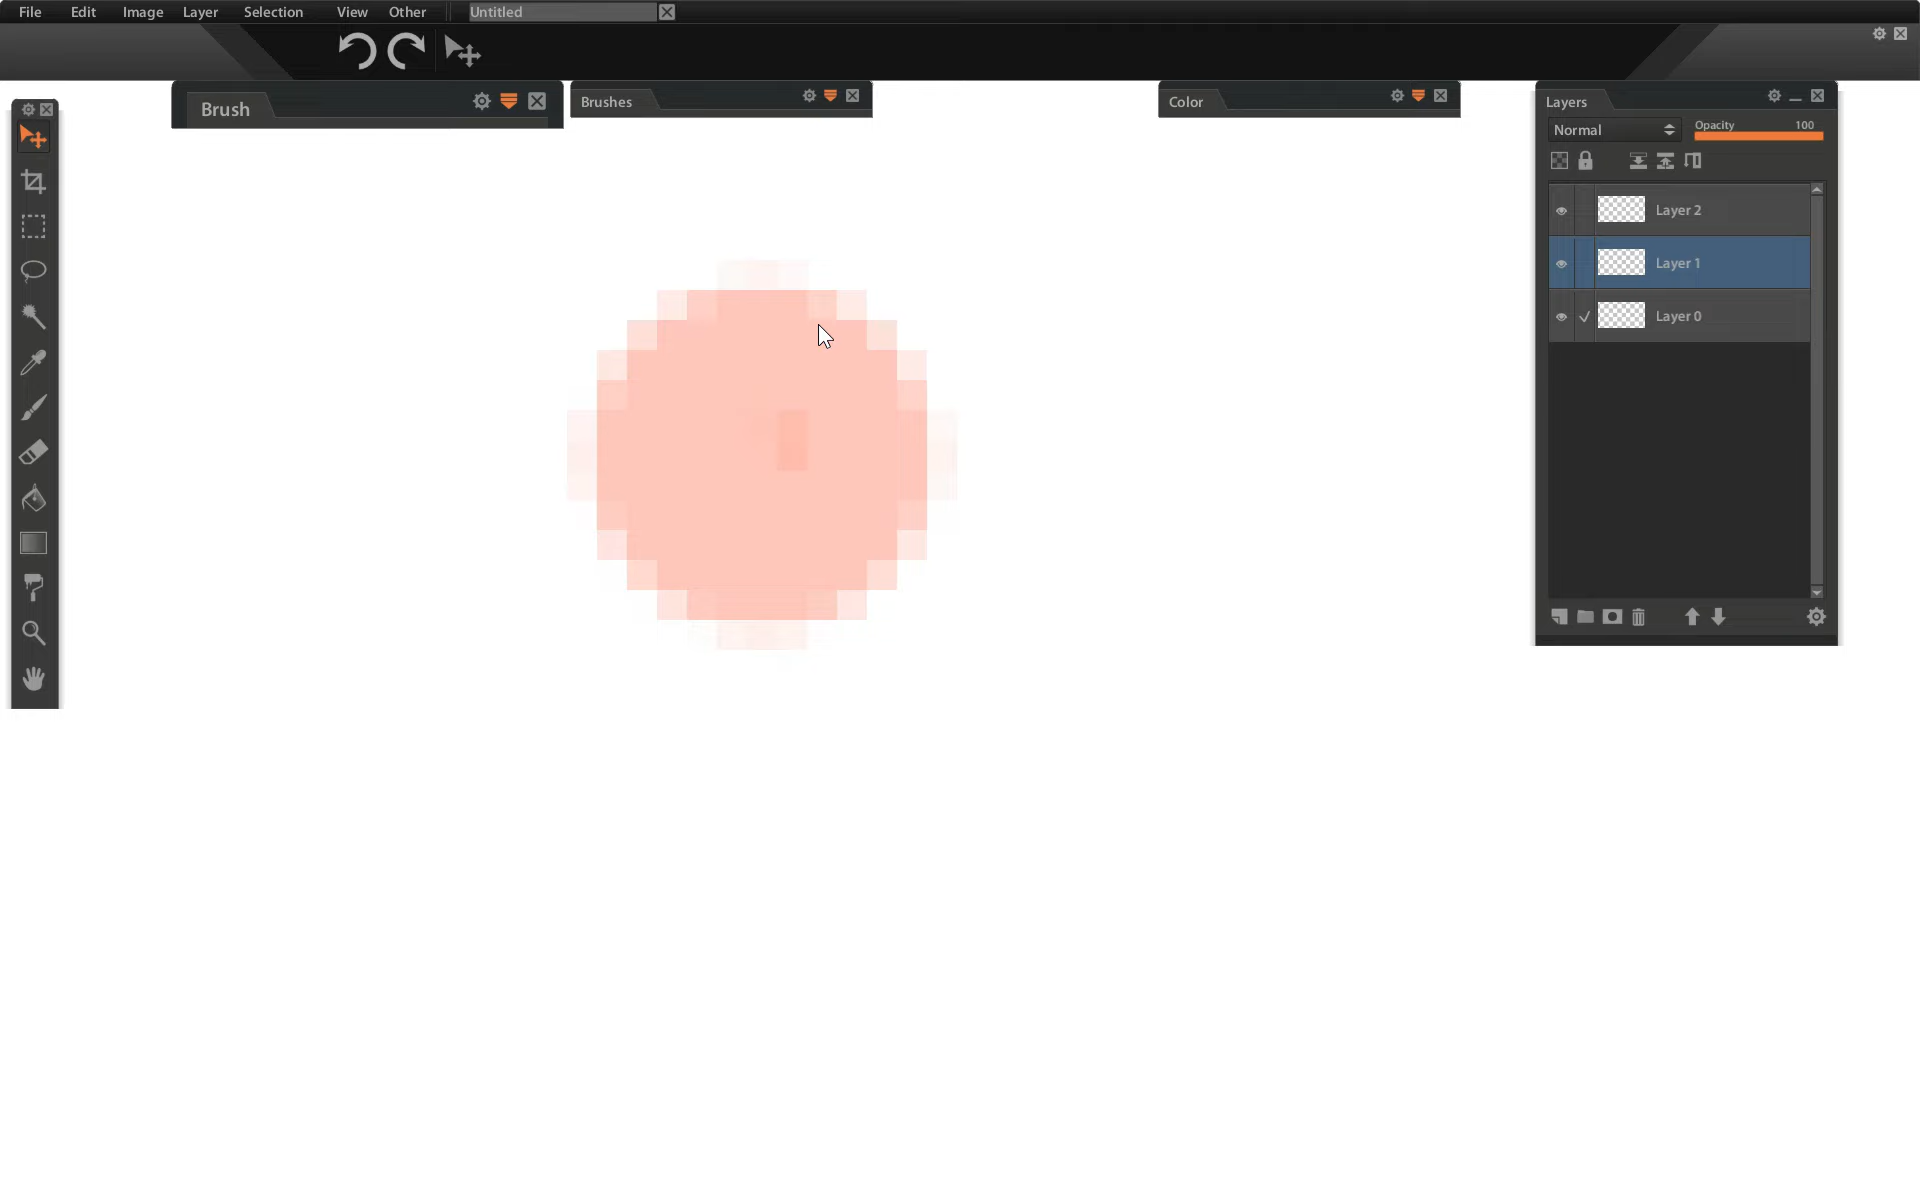 File Edit Image Layer Selection View Other Untitled
Brush
Brushes
Color
Layers
Normal
Opacity 100
Layer 2
Layer 1
Layer 0